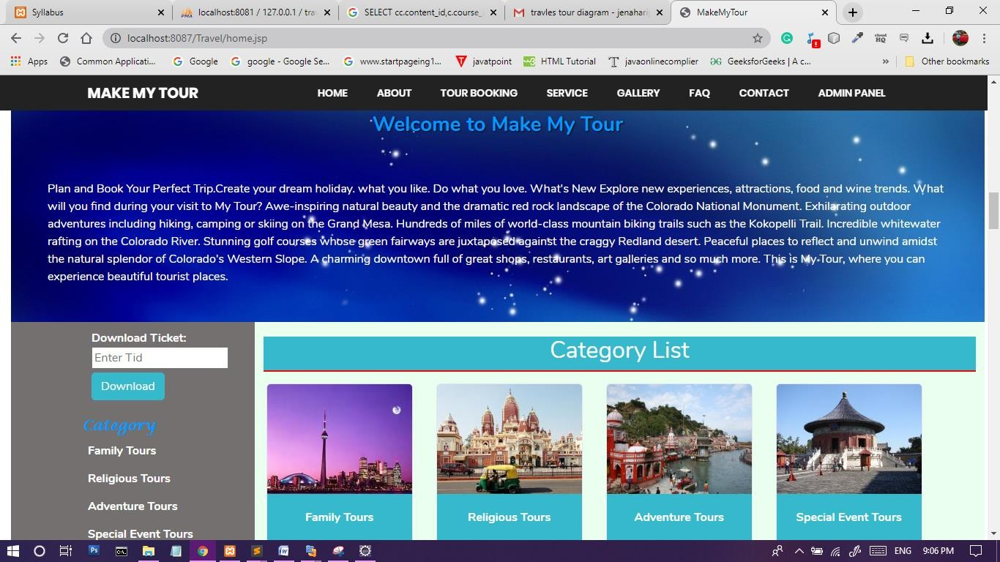 Syllabus
localhost:8081 / 127.0.0.1 / trav
SELECT cc.content_id,c.course_
travles tour diagram - jenaharip
MakeMyTour
localhost:8087/Travel/home.jsp
Apps
Common Applicati...
Google
google - Google Se...
www.startpageing1...
javatpoint
HTML Tutorial
javaonlinecomplier
GeeksforGeeks | A c...
»
Other bookmarks
MAKE MY TOUR
HOME
ABOUT
TOUR BOOKING
SERVICE
GALLERY
FAQ
CONTACT
ADMIN PANEL
Welcome to Make My Tour
Plan and Book Your Perfect Trip.Create your dream holiday. what you like. Do what you love. What's New Explore new experiences, attractions, food and wine trends. What
will you find during your visit to My Tour? Awe-inspiring natural beauty and the dramatic red rock landscape of the Colorado National Monument. Exhilarating outdoor
adventures including hiking, camping or skiing on the Grand Mesa. Hundreds of miles of world-class mountain biking trails such as the Kokopelli Trail. Incredible whitewater
rafting on the Colorado River. Stunning golf courses whose green fairways are juxtaposed against the craggy Redland desert. Peaceful places to reflect and unwind amidst
the natural splendor of Colorado's Western Slope. A charming downtown full of great shops, restaurants, art galleries and so much more. This is My Tour, where you can
experience beautiful tourist places.
Download Ticket:
Enter Tid
Download
Category
Family Tours
Religious Tours
Adventure Tours
Special Event Tours
Category List
Family Tours
Religious Tours
Adventure Tours
Special Event Tours
ENG
9:06 PM